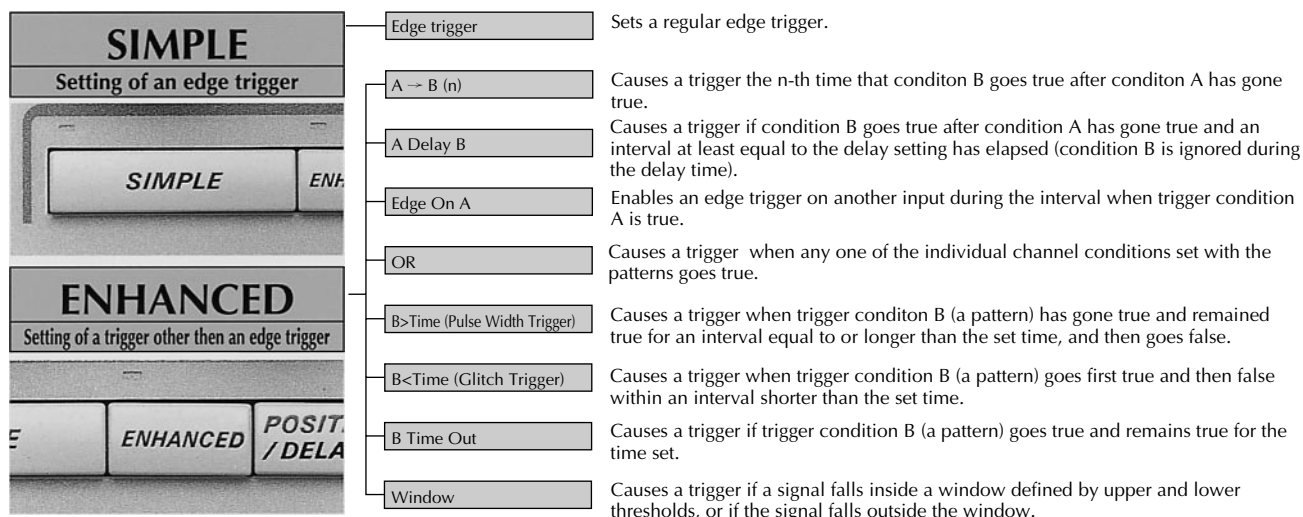 SIMPLE
Setting of an edge trigger
SIMPLE
ENH
Edge trigger
Sets a regular edge trigger.
ENHANCED
Setting of a trigger other then an edge trigger
E
ENHANCED
POSIT
/ DELA
A → B (n)
Causes a trigger the n-th time that conditon B goes true after conditon A has gone
true.
A Delay B
Causes a trigger if condition B goes true after condition A has gone true and an
interval at least equal to the delay setting has elapsed (condition B is ignored during
the delay time).
Edge On A
Enables an edge trigger on another input during the interval when trigger condition
A is true.
OR
Causes a trigger when any one of the individual channel conditions set with the
patterns goes true.
B>Time (Pulse Width Trigger)
Causes a trigger when trigger conditon B (a pattern) has gone true and remained
true for an interval equal to or longer than the set time, and then goes false.
B<Time (Glitch Trigger)
Causes a trigger when trigger condition B (a pattern) goes first true and then false
within an interval shorter than the set time.
B Time Out
Causes a trigger if trigger condition B (a pattern) goes true and remains true for the
time set.
Window
Causes a trigger if a signal falls inside a window defined by upper and lower
thresholds, or if the signal falls outside the window.